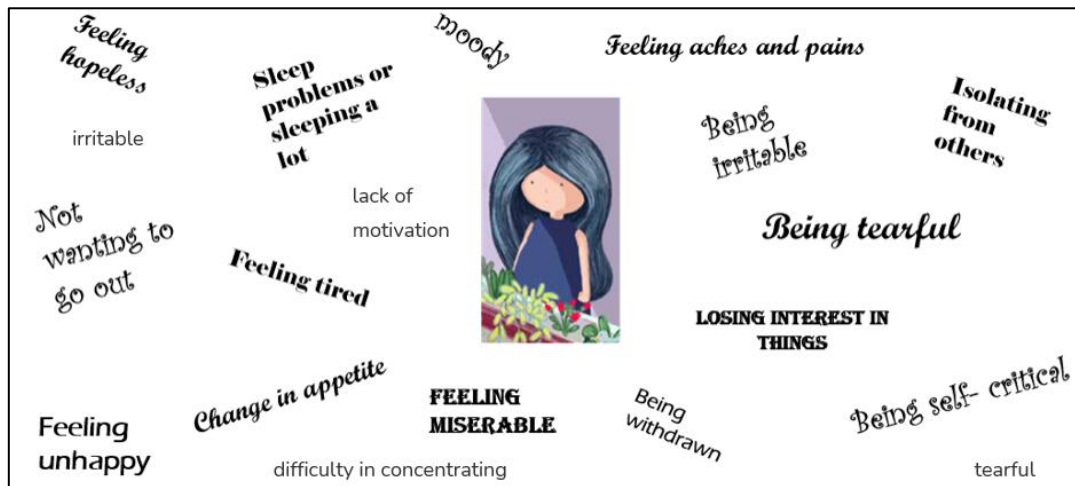 Feeling
hopeless
moody
Feeling aches and pains
Sleep
problems or
sleeping a
lot
irritable
Being
irritable
Isolating
from
others
lack of
motivation
Not
wanting to
go out
Being tearful
Feeling tired
LOSING INTEREST IN
THINGS
Change in appetite
FEELING
MISERABLE
Being
withdrawn
Being self- critical
Feeling
unhappy
difficulty in concentrating
tearful